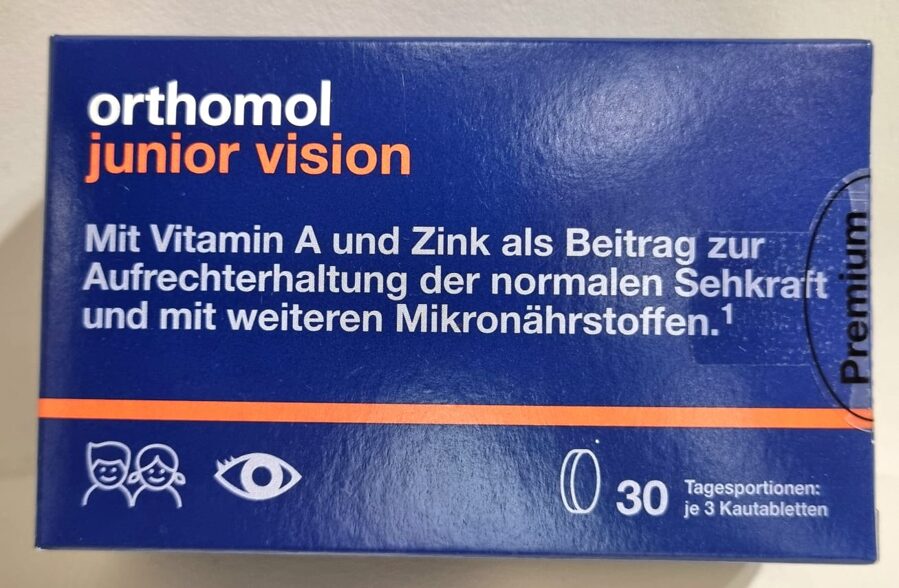 orthomol
junior vision
Mit Vitamin A und Zink als Beitrag zur
Aufrechterhaltung der normalen Sehkraft
und mit weiteren Mikronährstoffen.¹
Premium
30 Tagesportionen:
je 3 Kautabletten